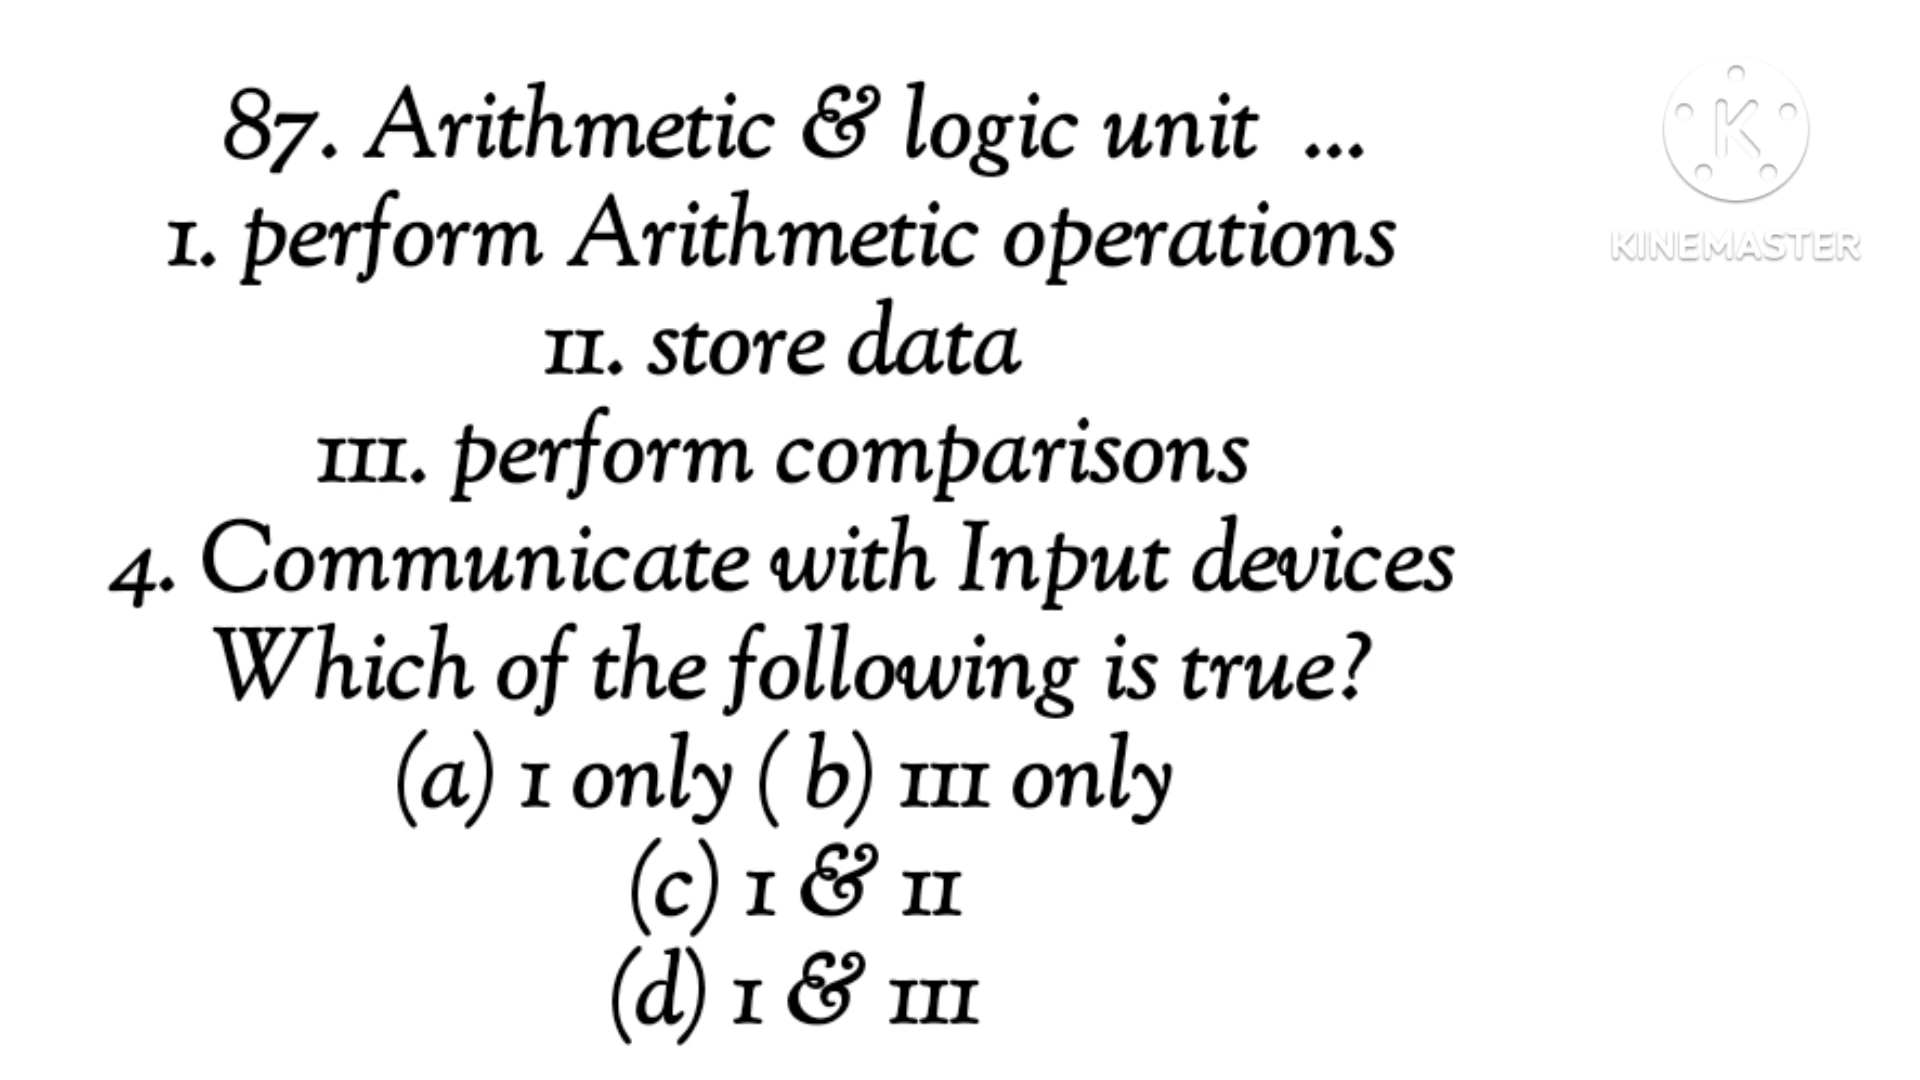 87. Arithmetic & logic unit ...
I. perform Arithmetic operations
II. store data
III. perform comparisons
4. Communicate with Input devices
Which of the following is true?
(a) I only ( b) III only
(c) I & II
(d) I & III
K
KINEMASTER